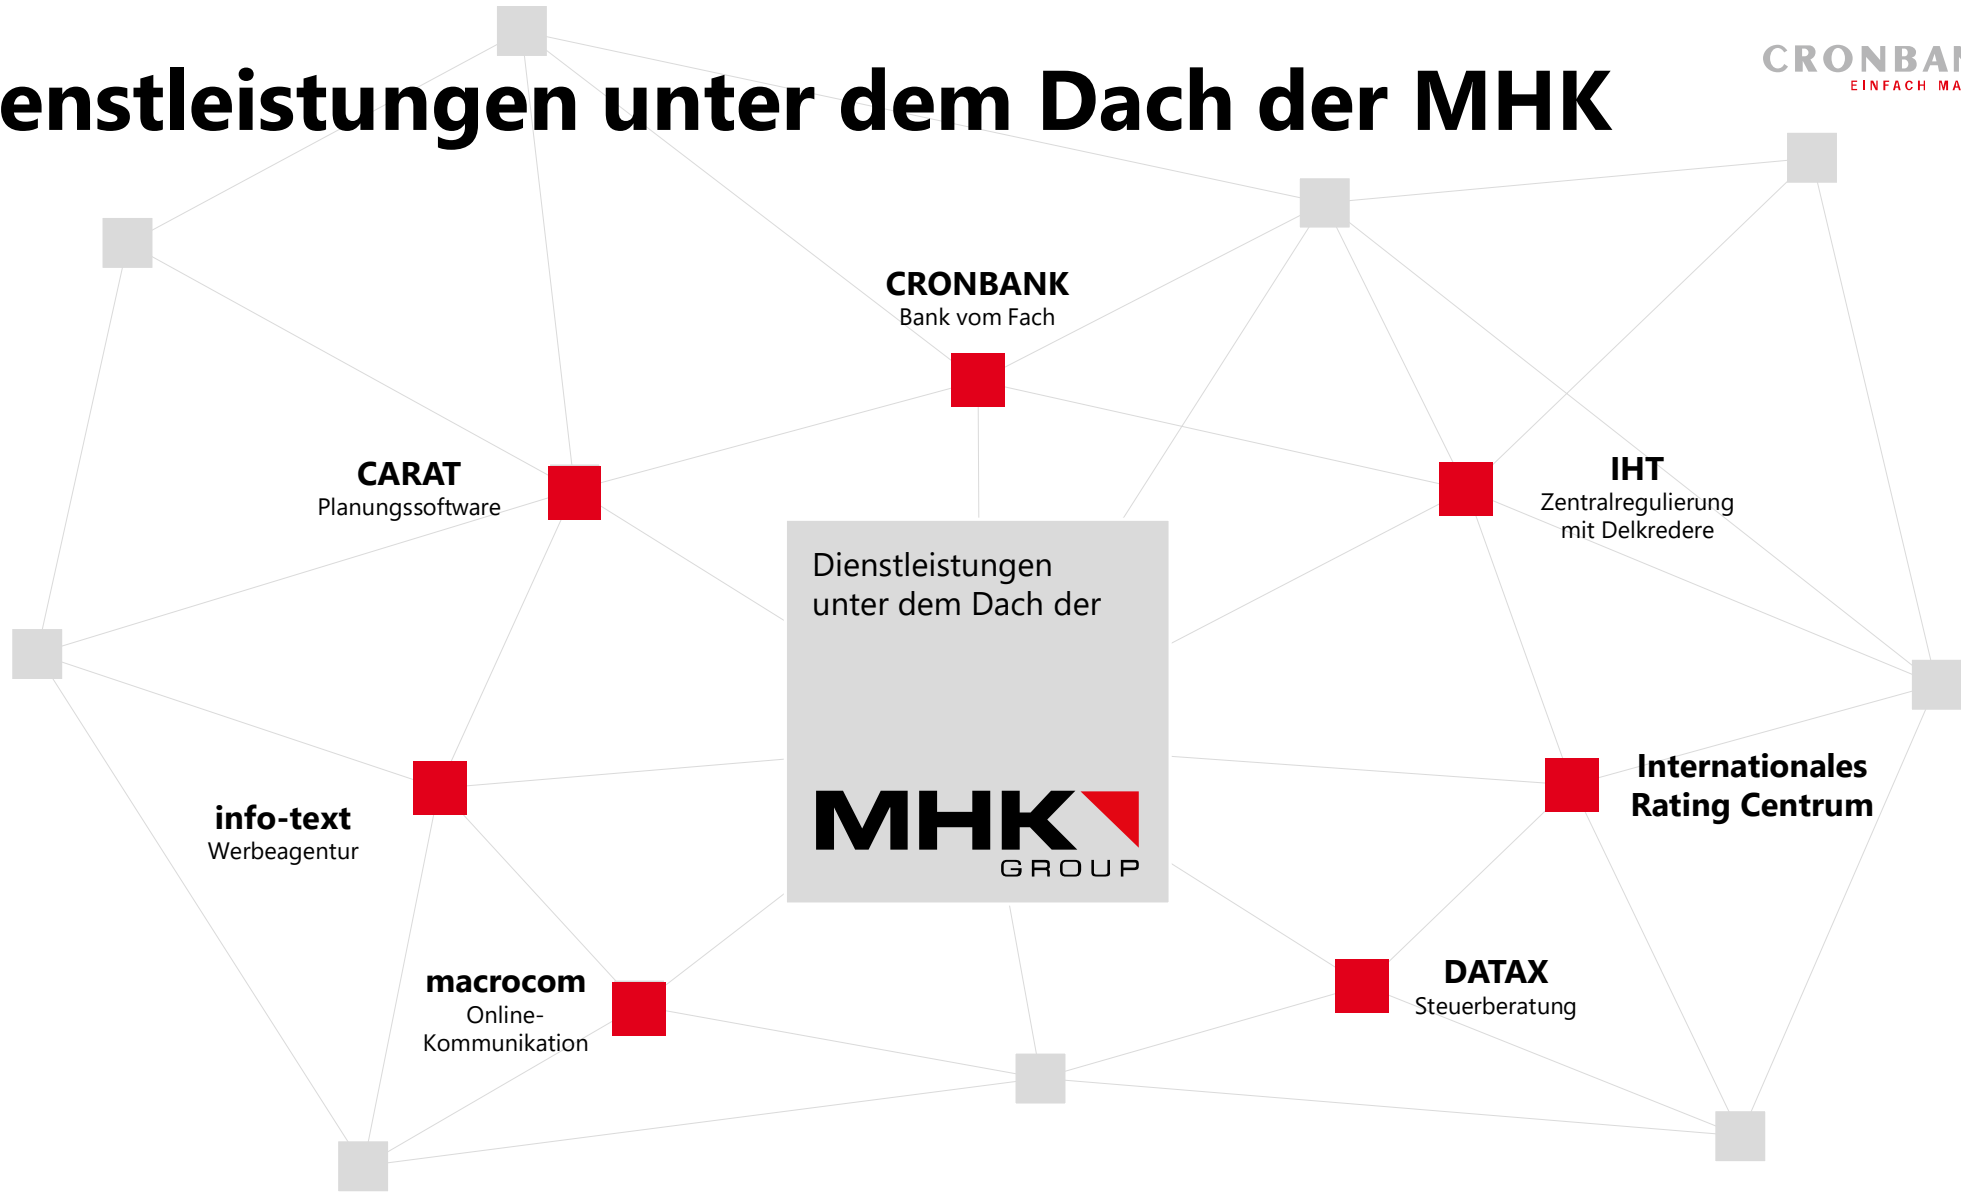 enstleistungen unter dem Dach der MHK
CRONBAN
EINFACH MA
CRONBANK
Bank vom Fach
CARAT
Planungssoftware
IHT
Zentralregulierung
mit Delkredere
Dienstleistungen
unter dem Dach der
MHK
GROUP
Internationales
Rating Centrum
info-text
Werbeagentur
macrocom
Online-
Kommunikation
DATAX
Steuerberatung